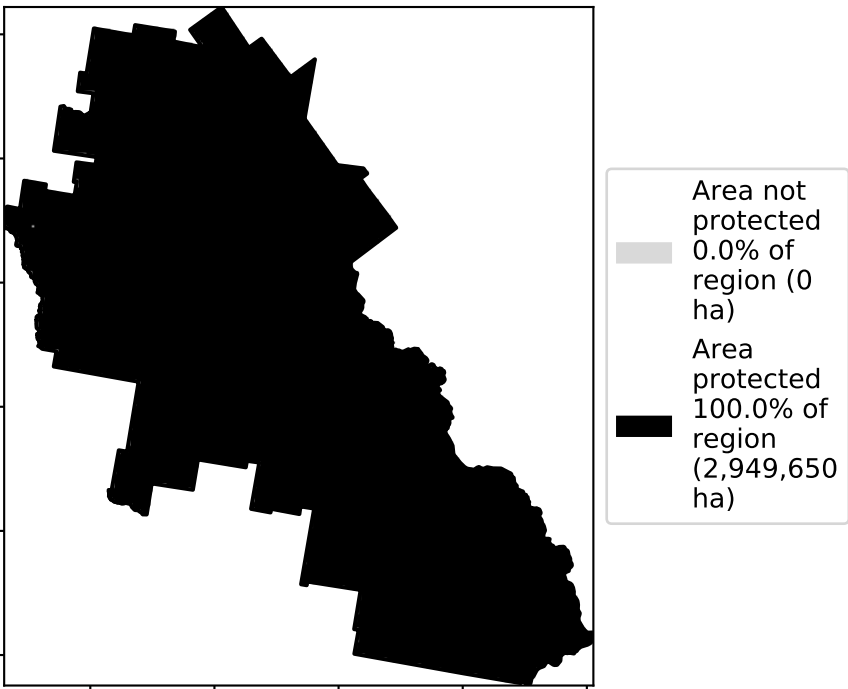 Area not
protected
0.0% of
region (0
ha)
Area
protected
100.0% of
region
(2,949,650
ha)